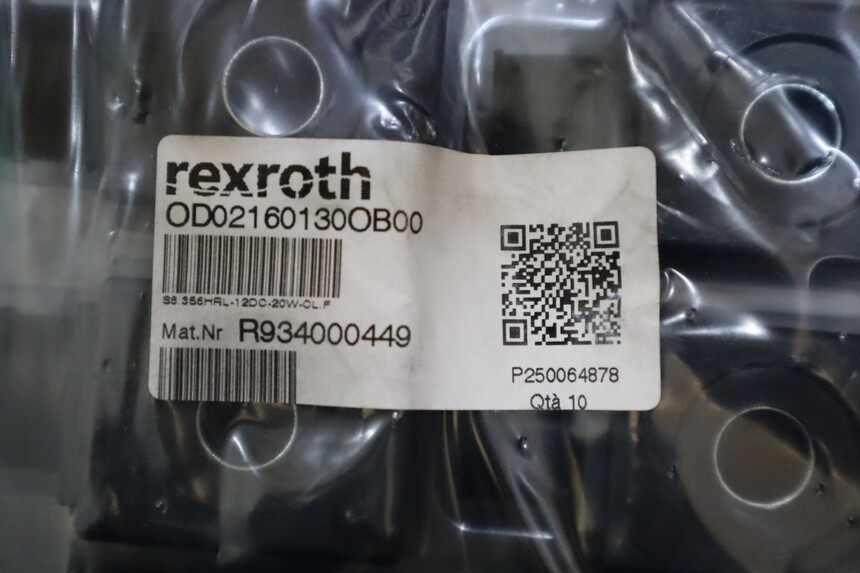 rexroth
OD02160130OB00
S8.356HRL-12DC-20W-CL.F
Mat.Nr R934000449
P250064878
Qtà 10